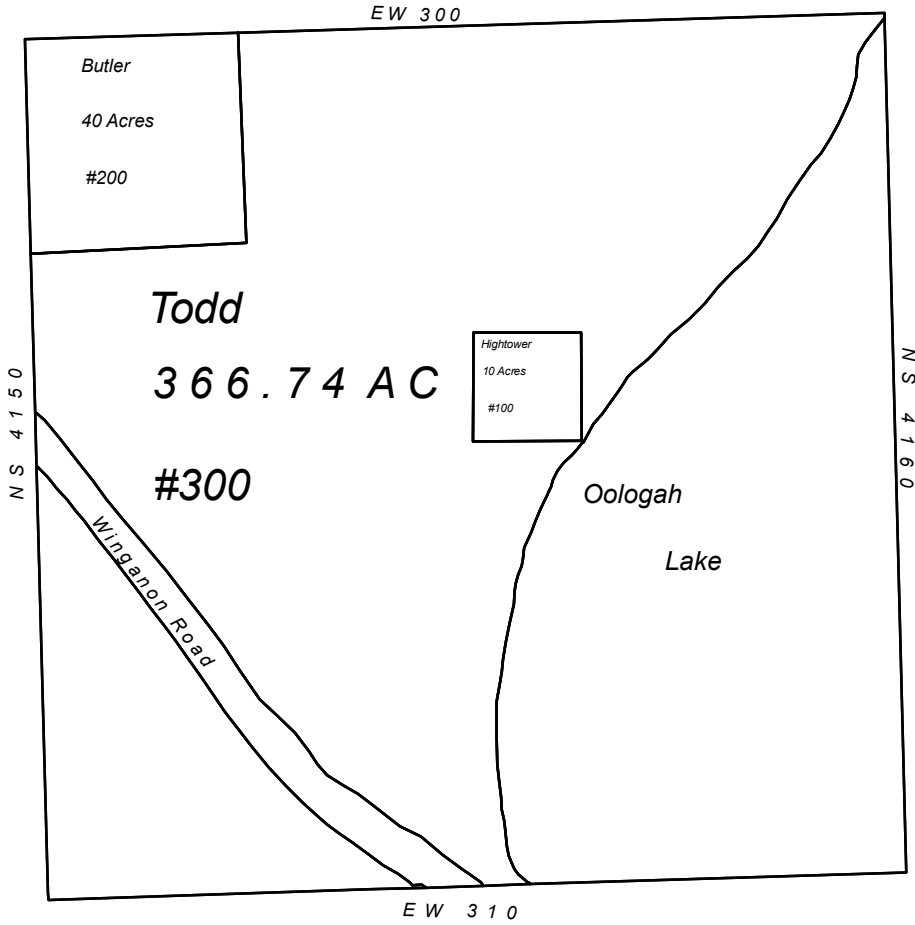 EW 300
Butler
40 Acres
#200
Todd
366.74 AC
#300
Hightower
10 Acres
#100
NS 4150
NS 4160
Oologah
Lake
Winganon Road
EW 310